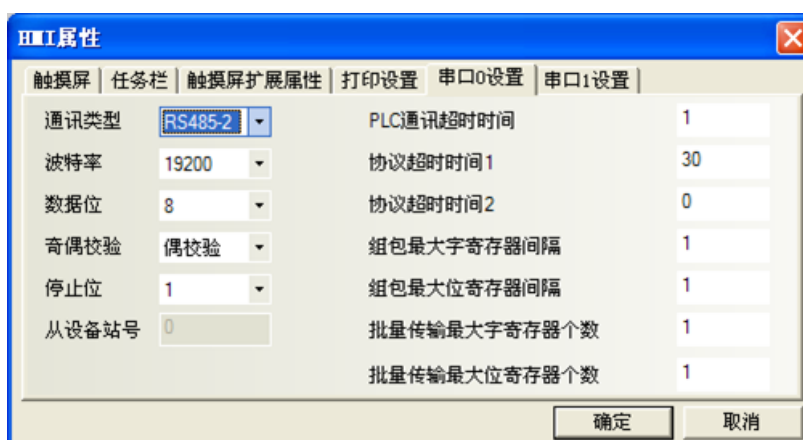 HMI属性
触摸屏 任务栏 触摸屏扩展属性 打印设置 串口0设置 串口1设置
通讯类型 RS485-2 PLC通讯超时时间 1
波特率 19200 协议超时时间1 30
数据位 8 协议超时时间2 0
奇偶校验 偶校验 组包最大字寄存器间隔 1
停止位 1 组包最大位寄存器间隔 1
从设备站号 0 批量传输最大字寄存器个数 1
批量传输最大位寄存器个数 1
确定 取消